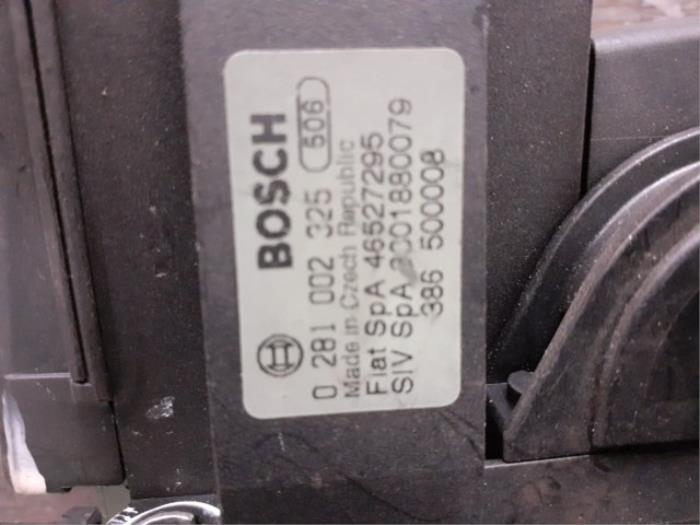 BOSCH 506
0 281 002 325
Made in Czech Republic
Fiat SpA 46527295
SIV SpA 3001880079
386 500008